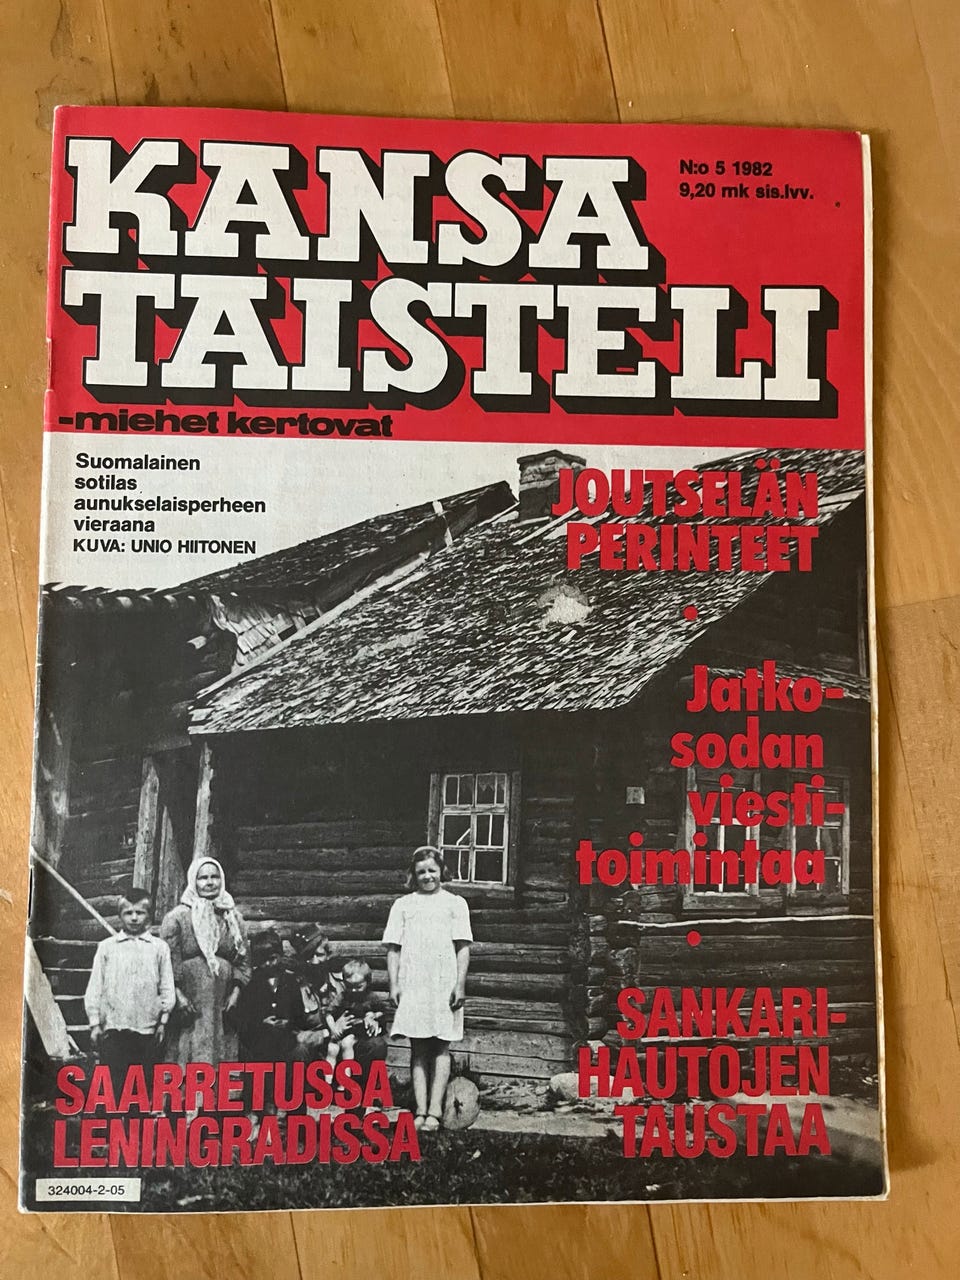 KANSA
TAISTELI
-miehet kertovat
N:o 5 1982
9,20 mk sis.lvv.
Suomalainen
sotilas
aunukselaisperheen
vieraana
KUVA: UNIO HIITONEN
JOUTSELÄN
PERINTEET
•
Jatko-
sodan
viesti-
toimintaa
•
SANKARI-
HAUTOJEN
TAUSTAA
SAARRETUSSA
LENINGRADISSA
324004-2-05